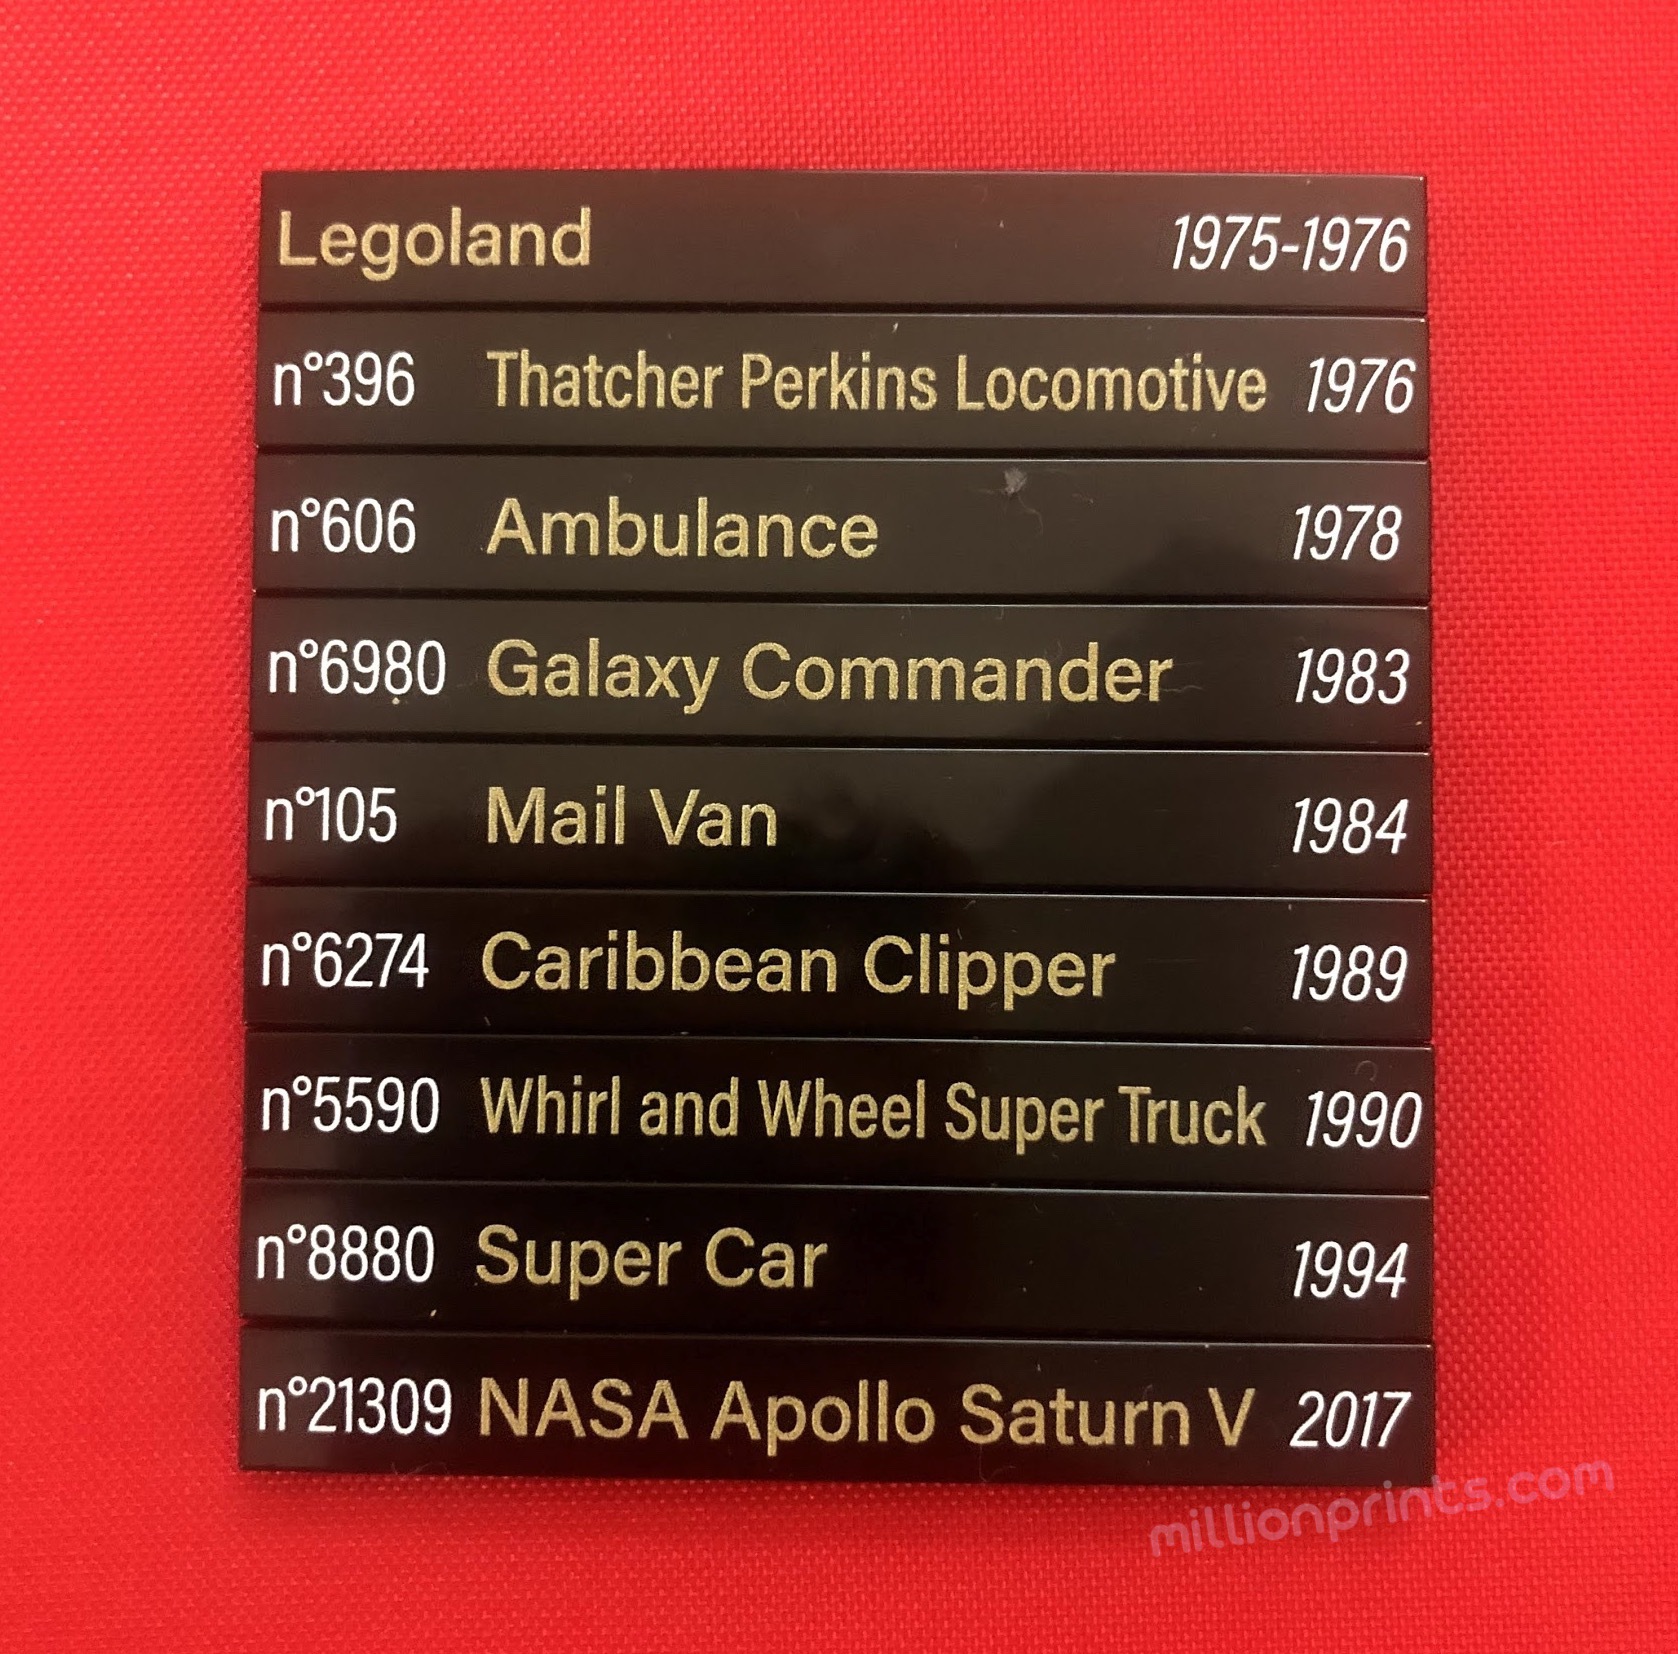 Legoland 1975-1976
n°396 Thatcher Perkins Locomotive 1976
n°606 Ambulance 1978
n°6980 Galaxy Commander 1983
n°105 Mail Van 1984
n°6274 Caribbean Clipper 1989
n°5590 Whirl and Wheel Super Truck 1990
n°8880 Super Car 1994
n°21309 NASA Apollo Saturn V 2017
millionprints.com